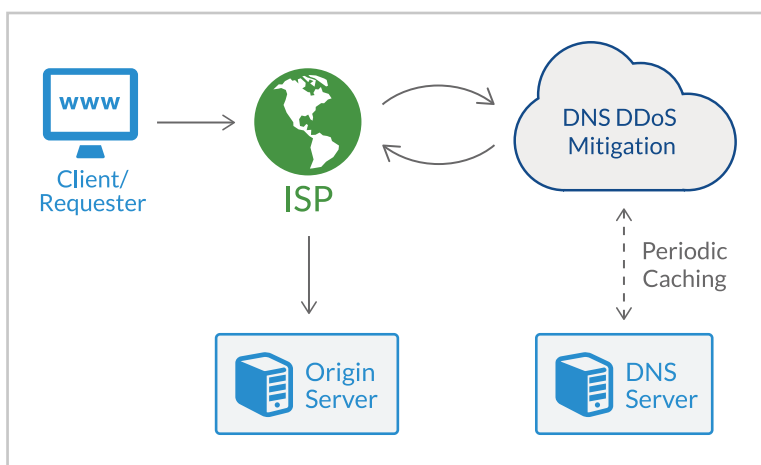 www
Client/
Requester
ISP
DNS DDoS
Mitigation
Periodic
Caching
Origin
Server
DNS
Server